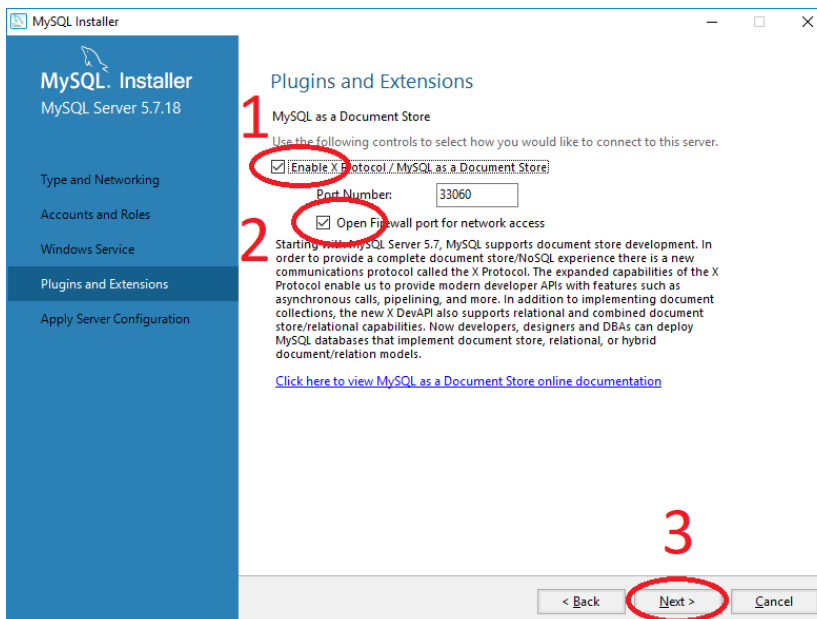 MySQL Installer
MySQL. Installer
MySQL Server 5.7.18
Type and Networking
Accounts and Roles
Windows Service
Plugins and Extensions
Apply Server Configuration
Plugins and Extensions
1
MySQL as a Document Store
Use the following controls to select how you would like to connect to this server.
Enable X Protocol / MySQL as a Document Store
Port Number: 33060
2
Open Firewall port for network access
Starting with MySQL Server 5.7, MySQL supports document store development. In
order to provide a complete document store/NoSQL experience there is a new
communications protocol called the X Protocol. The expanded capabilities of the X
Protocol enable us to provide modern developer APIs with features such as
asynchronous calls, pipelining, and more. In addition to implementing document
collections, the new X DevAPI also supports relational and combined document
store/relational capabilities. Now developers, designers and DBAs can deploy
MySQL databases that implement document store, relational, or hybrid
document/relation models.
Click here to view MySQL as a Document Store online documentation
3
< Back
Next >
Cancel